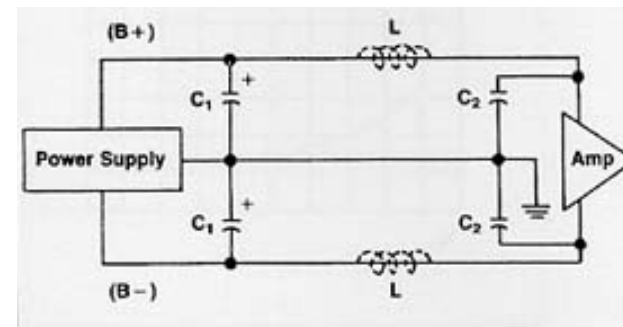 (B+)
L
+
C1
C2
Power Supply
Amp
+
C1
C2
(B−)
L